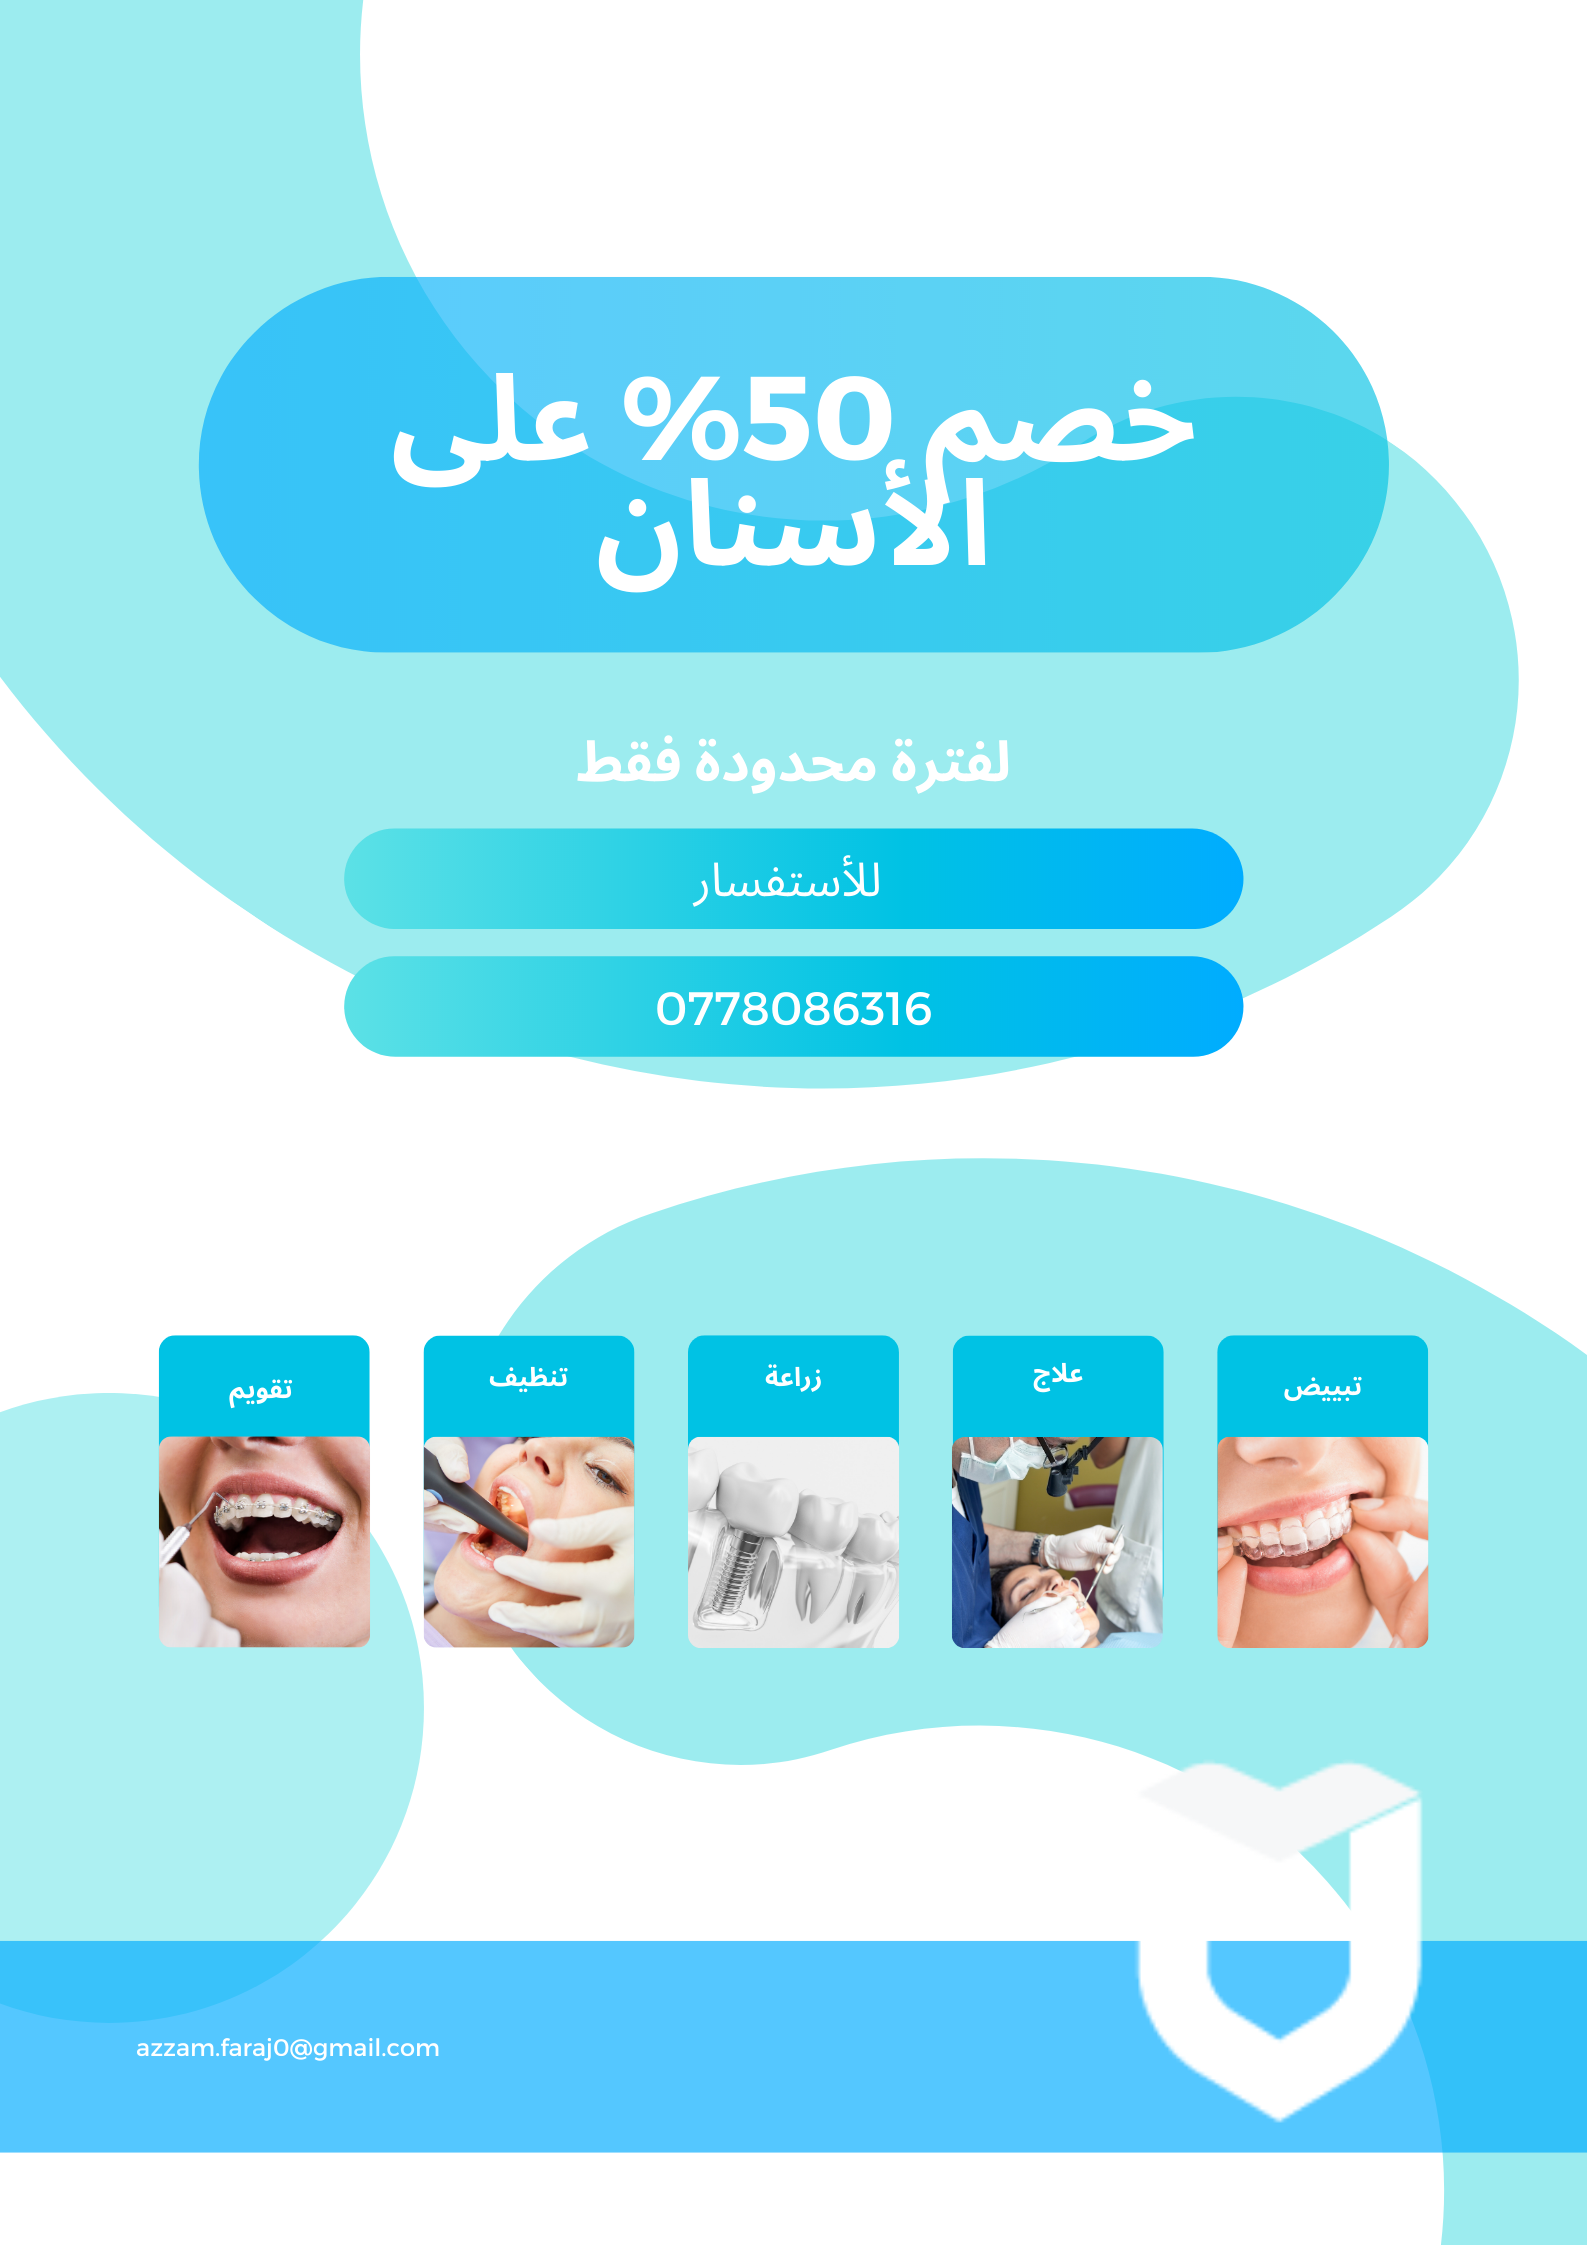 خصم 50% على
الأسنان
لفترة محدودة فقط
للأستفسار
0778086316
تبييض
علاج
زراعة
تنظيف
تقويم
azzam.faraj0@gmail.com